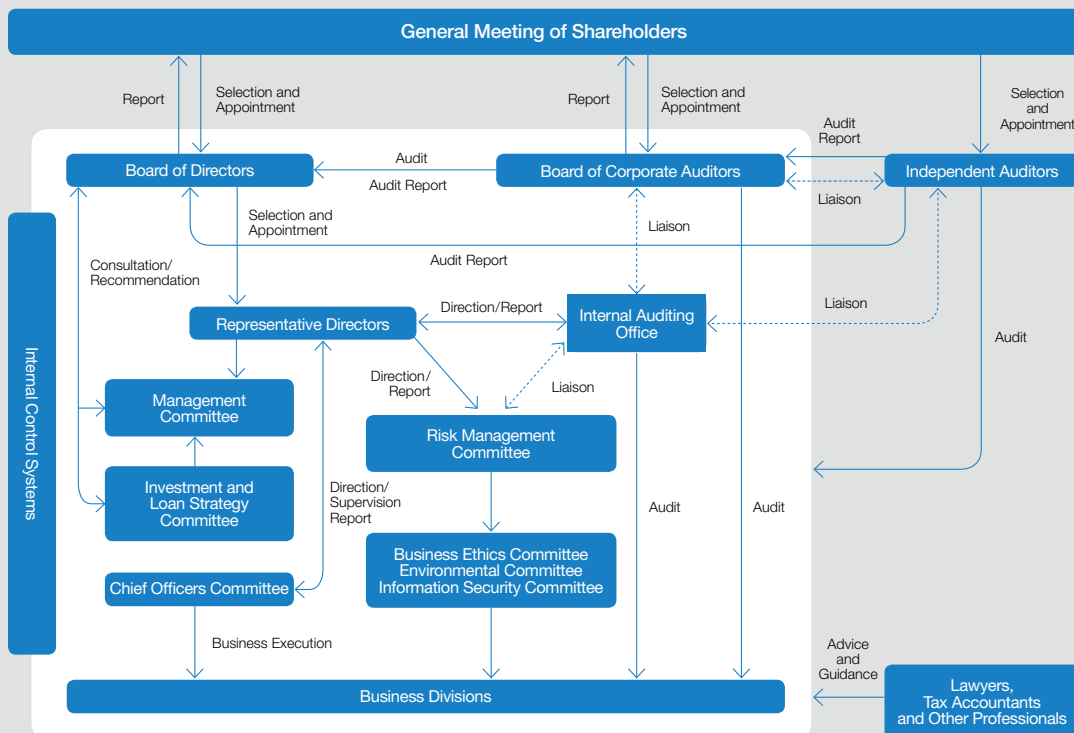 General Meeting of Shareholders
Report
Selection and
Appointment
Report
Selection and
Appointment
Selection
and
Appointment
Audit
Report
Board of Directors
Audit
Audit Report
Board of Corporate Auditors
Independent Auditors
Liaison
Selection and
Appointment
Liaison
Audit Report
Consultation/
Recommendation
Internal Control Systems
Representative Directors
Direction/Report
Internal Auditing
Office
Liaison
Audit
Direction/
Report
Liaison
Management
Committee
Risk Management
Committee
Investment and
Loan Strategy
Committee
Direction/
Supervision
Report
Audit
Audit
Business Ethics Committee
Environmental Committee
Information Security Committee
Chief Officers Committee
Business Execution
Advice
and
Guidance
Business Divisions
Lawyers,
Tax Accountants
and Other Professionals